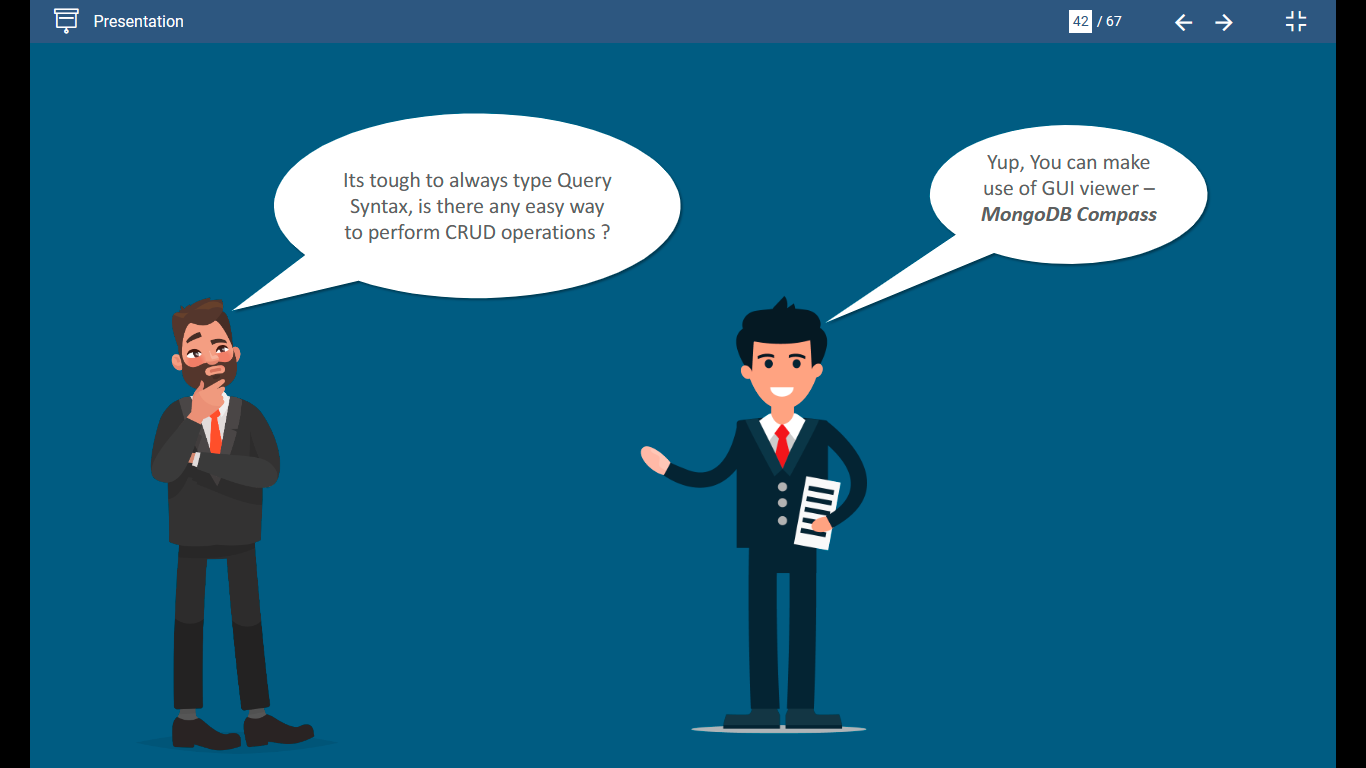 Presentation
42 / 67
Its tough to always type Query
Syntax, is there any easy way
to perform CRUD operations ?
Yup, You can make
use of GUI viewer –
MongoDB Compass